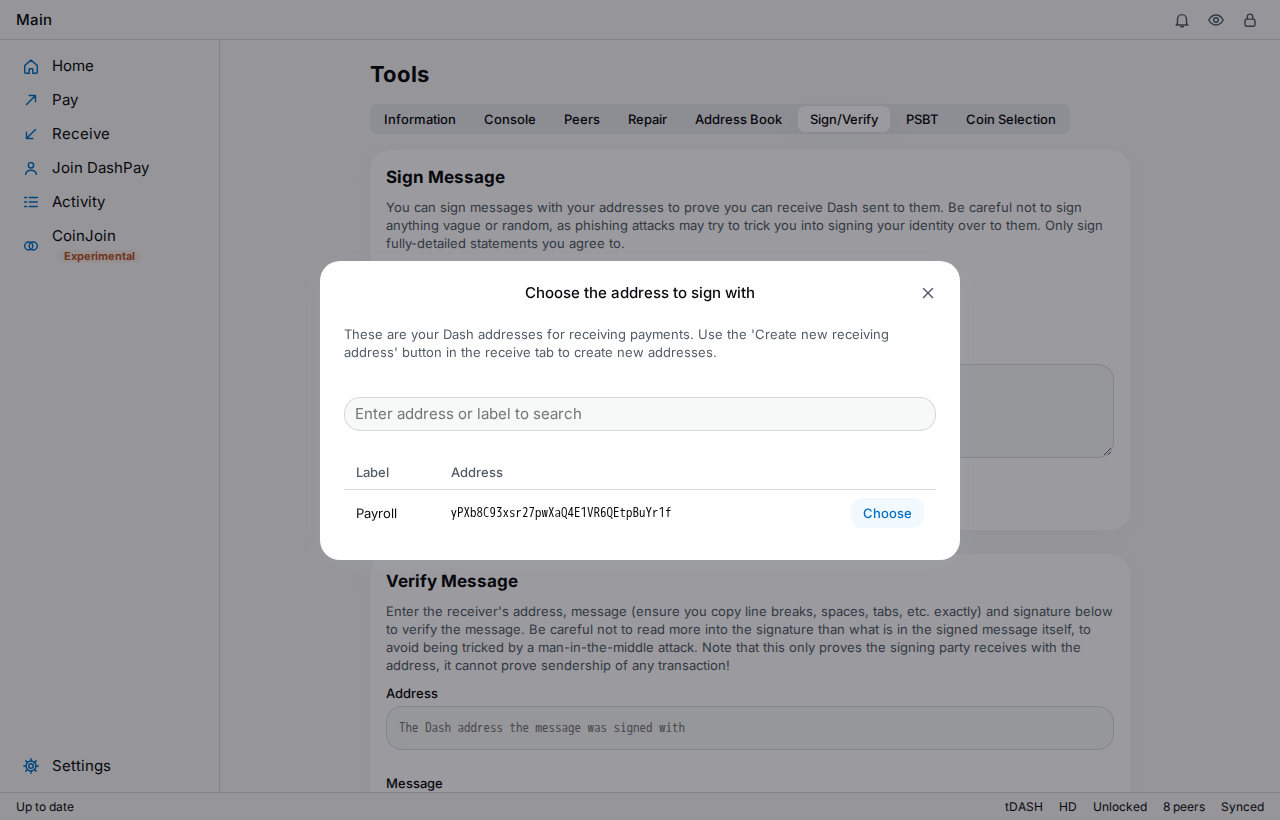 Main
Home
Pay
Receive
Join DashPay
Activity
CoinJoin
Experimental
Settings
Tools
Information Console Peers Repair Address Book Sign/Verify PSBT Coin Selection
Sign Message
You can sign messages with your addresses to prove you can receive Dash sent to them. Be careful not to sign
anything vague or random, as phishing attacks may try to trick you into signing your identity over to them. Only sign
fully-detailed statements you agree to.
Choose the address to sign with
These are your Dash addresses for receiving payments. Use the 'Create new receiving
address' button in the receive tab to create new addresses.
Enter address or label to search
Label Address
Payroll yPXb8C93xsr27pwXaQ4E1VR6QEtpBuYr1f Choose
Verify Message
Enter the receiver's address, message (ensure you copy line breaks, spaces, tabs, etc. exactly) and signature below
to verify the message. Be careful not to read more into the signature than what is in the signed message itself, to
avoid being tricked by a man-in-the-middle attack. Note that this only proves the signing party receives with the
address, it cannot prove sendership of any transaction!
Address
The Dash address the message was signed with
Message
Up to date tDASH HD Unlocked 8 peers Synced